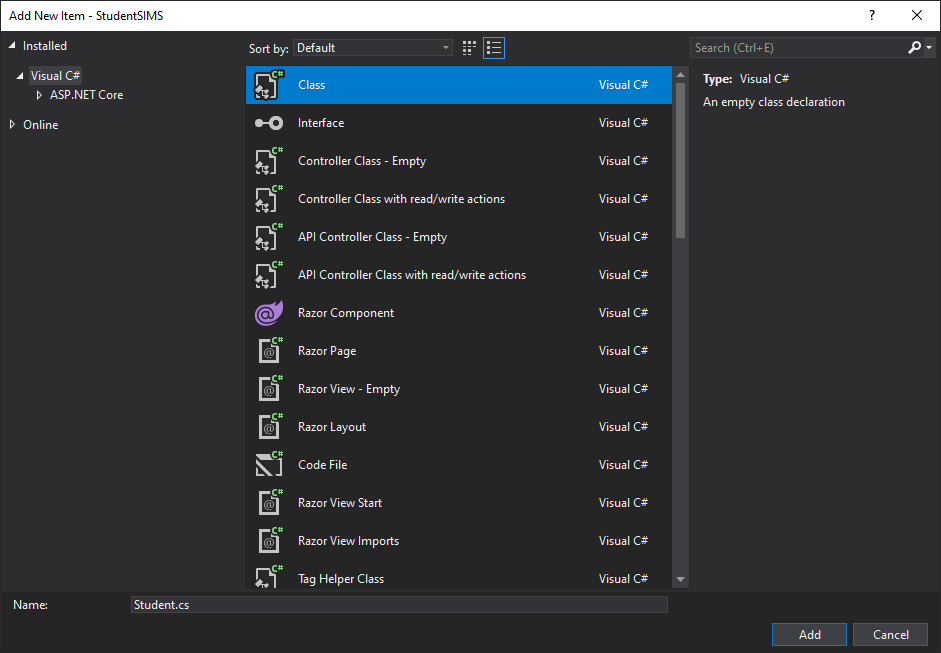 Add New Item - StudentSIMS
?
Installed
Sort by: Default
Search (Ctrl+E)
Visual C#
ASP.NET Core
Online
C# Class Visual C#
Interface Visual C#
C# Controller Class - Empty Visual C#
C# Controller Class with read/write actions Visual C#
C# API Controller Class - Empty Visual C#
C# API Controller Class with read/write actions Visual C#
@ Razor Component Visual C#
C# @ Razor Page Visual C#
C# @ Razor View - Empty Visual C#
C# @ Razor Layout Visual C#
C# Code File Visual C#
C# @ Razor View Start Visual C#
C# @ Razor View Imports Visual C#
C# Tag Helper Class Visual C#
Type: Visual C#
An empty class declaration
Name: Student.cs
Add Cancel